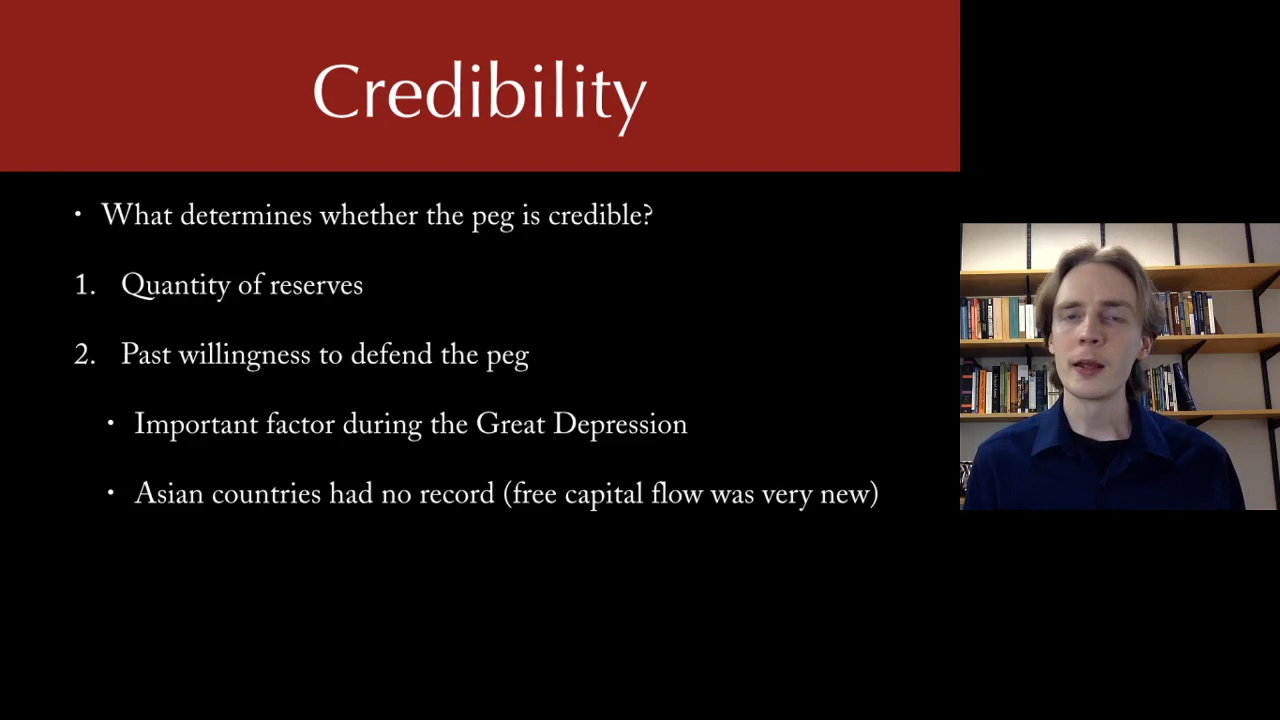 Credibility
• What determines whether the peg is credible?
1. Quantity of reserves
2. Past willingness to defend the peg
• Important factor during the Great Depression
• Asian countries had no record (free capital flow was very new)